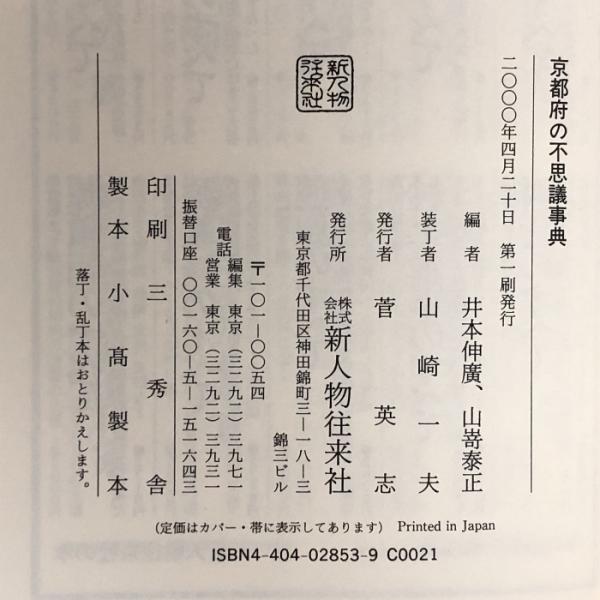 京都府の不思議事典
二〇〇〇年四月二十日　第一刷発行
編者　井本伸廣、山嵜泰正
装丁者　山崎一夫
発行者　菅英志
発行所　株式会社新人物往来社
東京都千代田区神田錦町三―一八―三
錦三ビル
〒一〇一―〇〇五四
電話　編集　東京（三二九二）三九七一
営業　東京（三二九二）三九三一
振替口座　〇〇一六〇―五―一五一六四三
印刷　三秀舎
製本　小髙製本
落丁・乱丁本はおとりかえします。
新人物往来社
（定価はカバー・帯に表示してあります）　Printed in Japan
ISBN4-404-02853-9 C0021